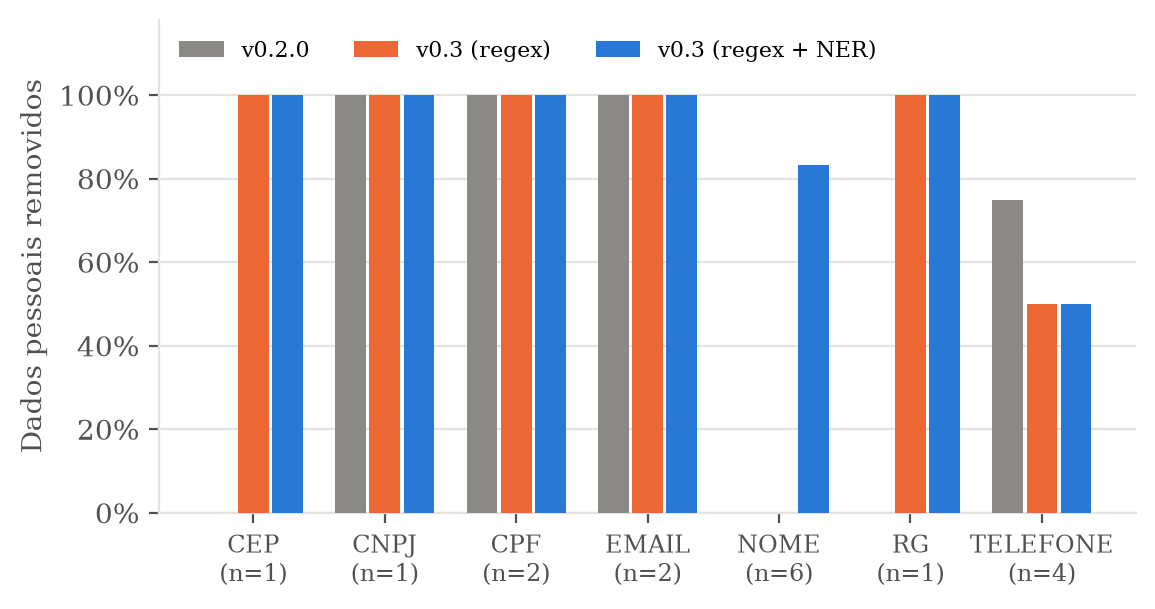 v0.2.0 v0.3 (regex) v0.3 (regex + NER)
Dados pessoais removidos
100%
80%
60%
40%
20%
0%
CEP CNPJ CPF EMAIL NOME RG TELEFONE
(n=1) (n=1) (n=2) (n=2) (n=6) (n=1) (n=4)